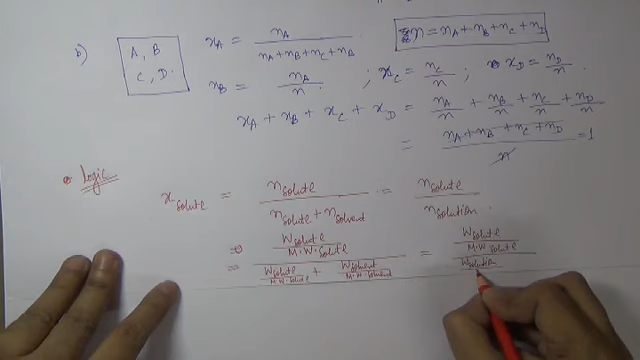 b) A, B C, D. x_A = n_A / (n_A + n_B + n_C + n_B) Σn = n_A + n_B + n_C + n_D
x_B = n_A / n ; x_C = n_C / n ; x_D = n_D / n
x_A + x_B + x_C + x_D = n_A / n + n_B / n + n_C / n + n_D / n
= (n_A + n_B + n_C + n_D) / n = 1
• logic
x_solute = n_solute / (n_solute + n_solvent) = n_solute / n_solution.
= (W_solute / M.W. solute) / (W_solute / M.W. solute + W_solvent / M.W. solvent) = (W_solute / M.W. solute) / W_solution